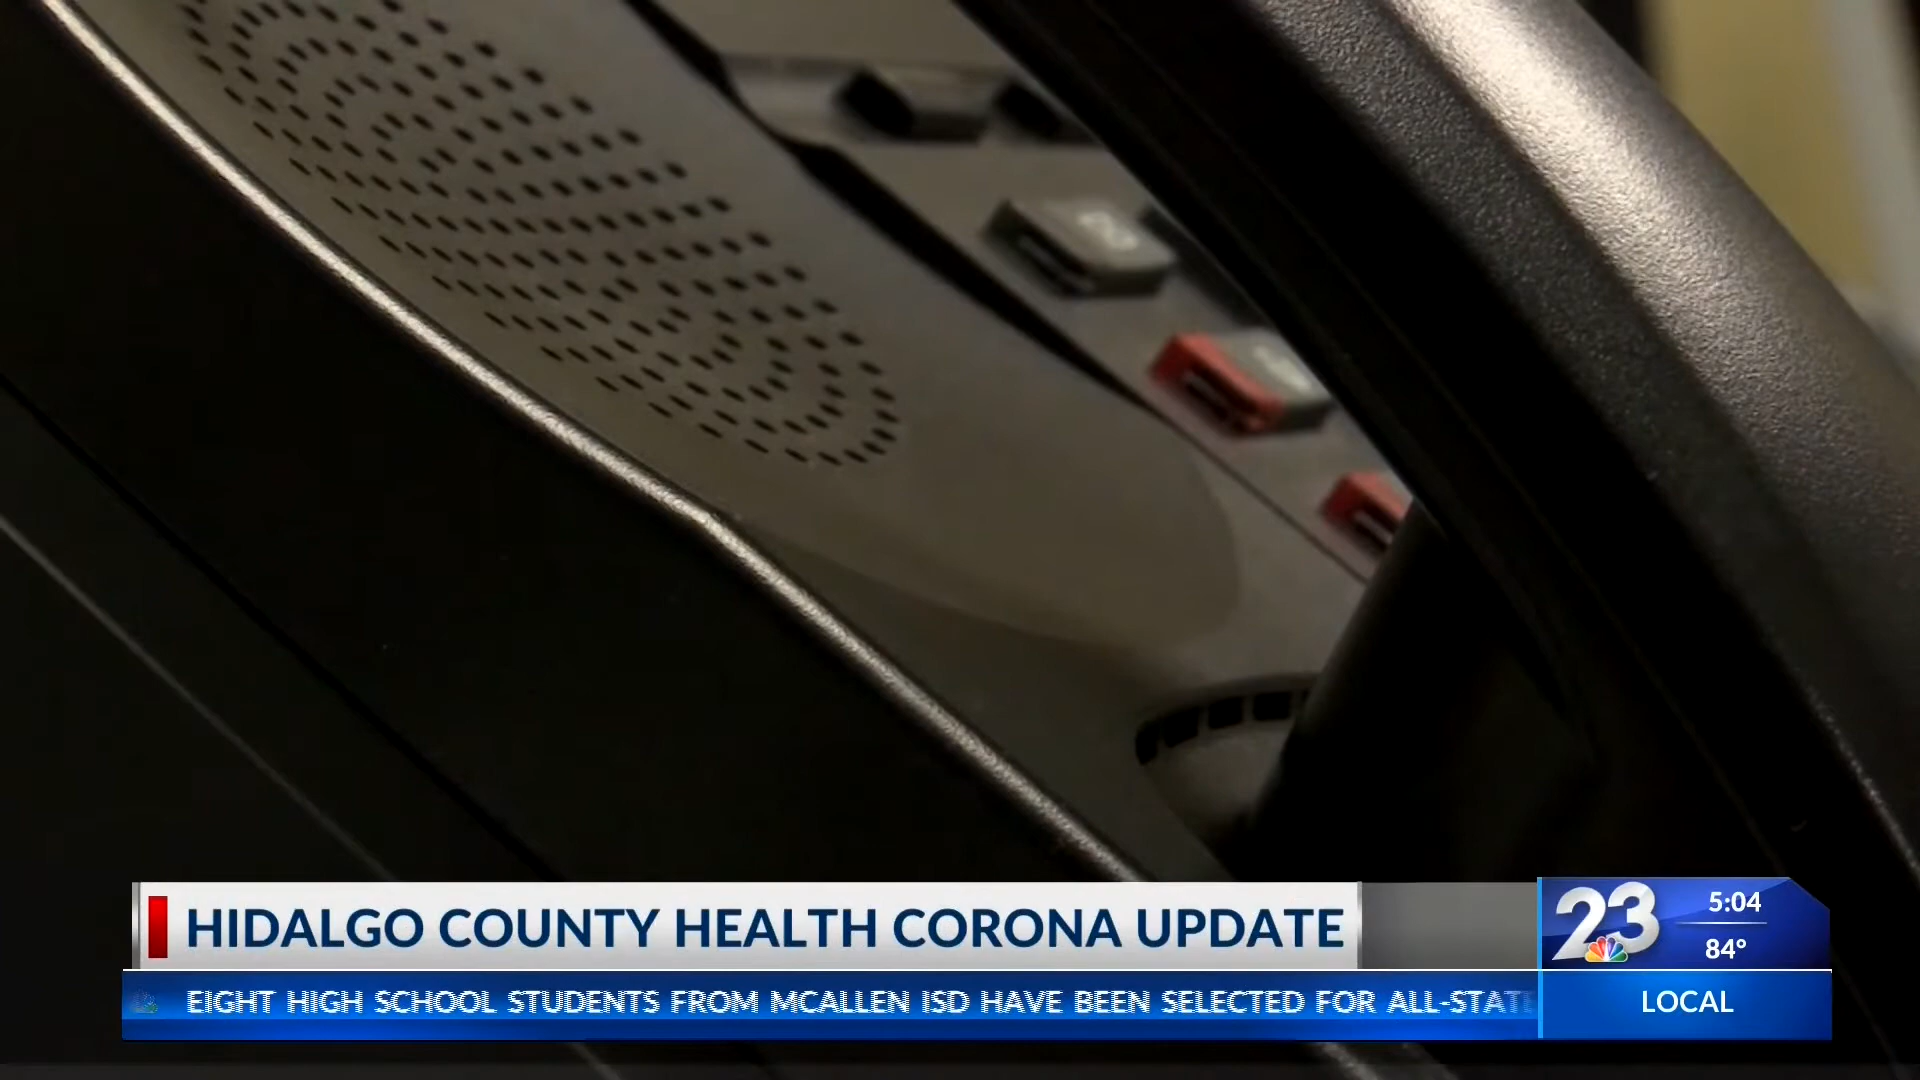 HIDALGO COUNTY HEALTH CORONA UPDATE
23
5:04
84°
EIGHT HIGH SCHOOL STUDENTS FROM MCALLEN ISD HAVE BEEN SELECTED FOR ALL-STATE
LOCAL